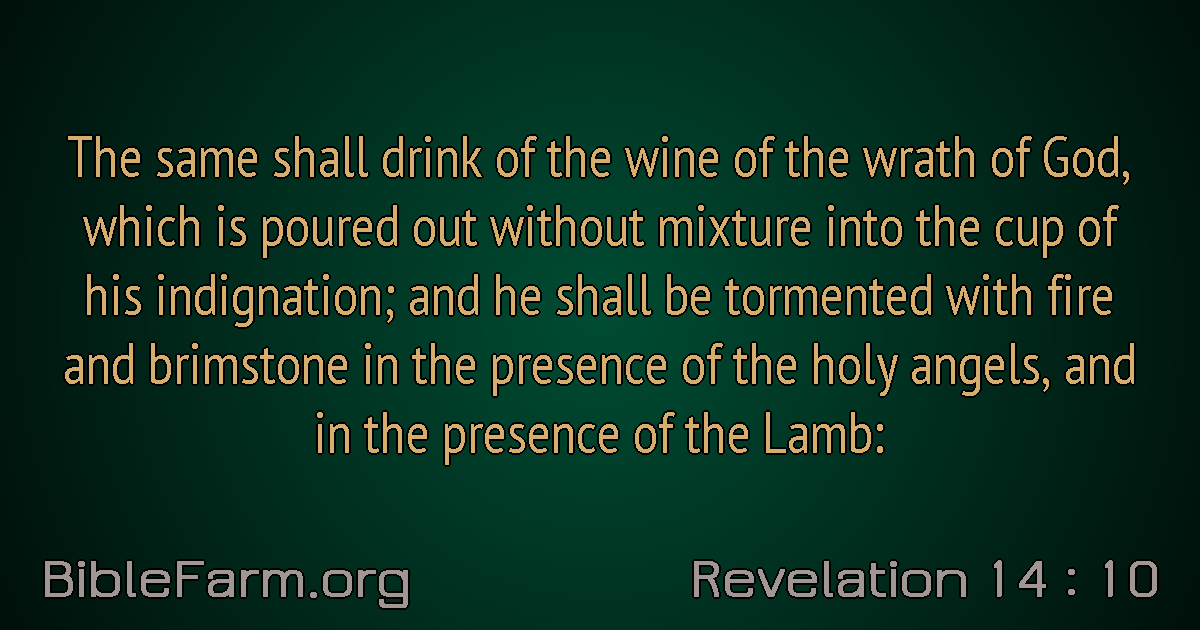 The same shall drink of the wine of the wrath of God,
which is poured out without mixture into the cup of
his indignation; and he shall be tormented with fire
and brimstone in the presence of the holy angels, and
in the presence of the Lamb:
BibleFarm.org
Revelation 14 : 10